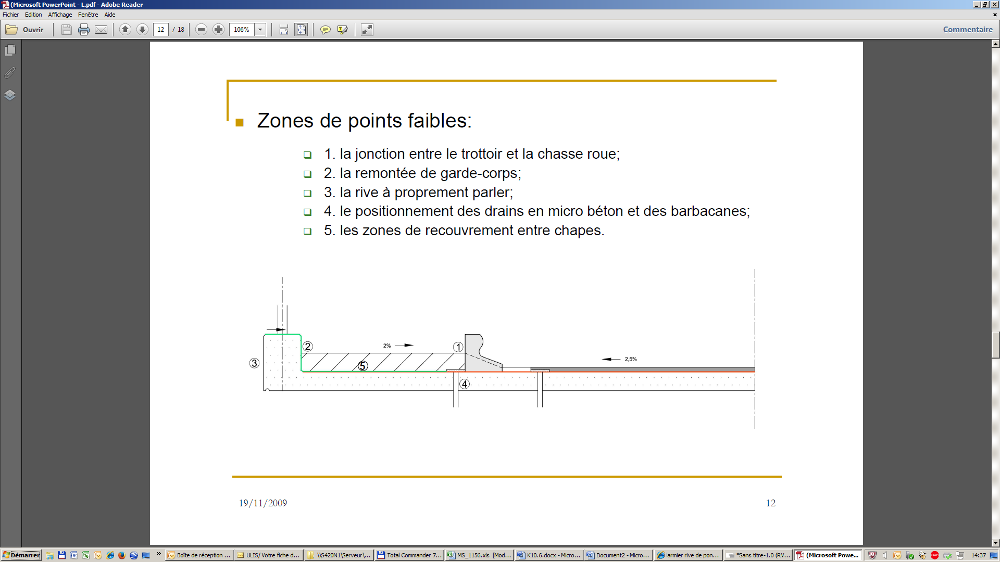 (Microsoft PowerPoint - L.pdf - Adobe Reader
Fichier Edition Affichage Fenêtre Aide
Ouvrir 12 / 18 106% Commentaire
Zones de points faibles:
1. la jonction entre le trottoir et la chasse roue;
2. la remontée de garde-corps;
3. la rive à proprement parler;
4. le positionnement des drains en micro béton et des barbacanes;
5. les zones de recouvrement entre chapes.
2 2% 1
3 5 2,5%
4
19/11/2009 12
Démarrer » Boîte de réception ... ULIS/ Votre fiche d... \\S420N1\Serveur\... Total Commander 7... MS_1156.xls [Mod... K10.6.docx - Micro... Document2 - Micro... larmier rive de pon... *Sans titre-1.0 (RV... (Microsoft Powe... 14:37